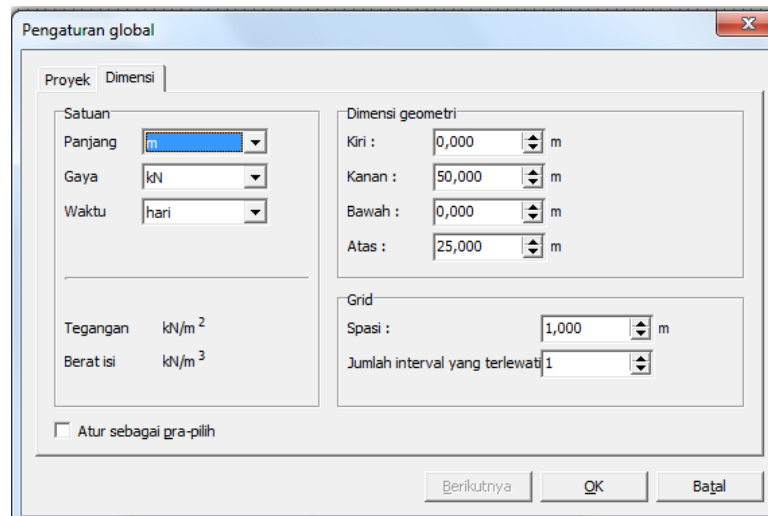 Pengaturan global
x
Proyek Dimensi
Satuan
Panjang m
Gaya kN
Waktu hari
Tegangan kN/m 2
Berat isi kN/m 3
Dimensi geometri
Kiri : 0,000 m
Kanan : 50,000 m
Bawah : 0,000 m
Atas : 25,000 m
Grid
Spasi : 1,000 m
Jumlah interval yang terlewati 1
Atur sebagai pra-pilih
Berikutnya OK Batal